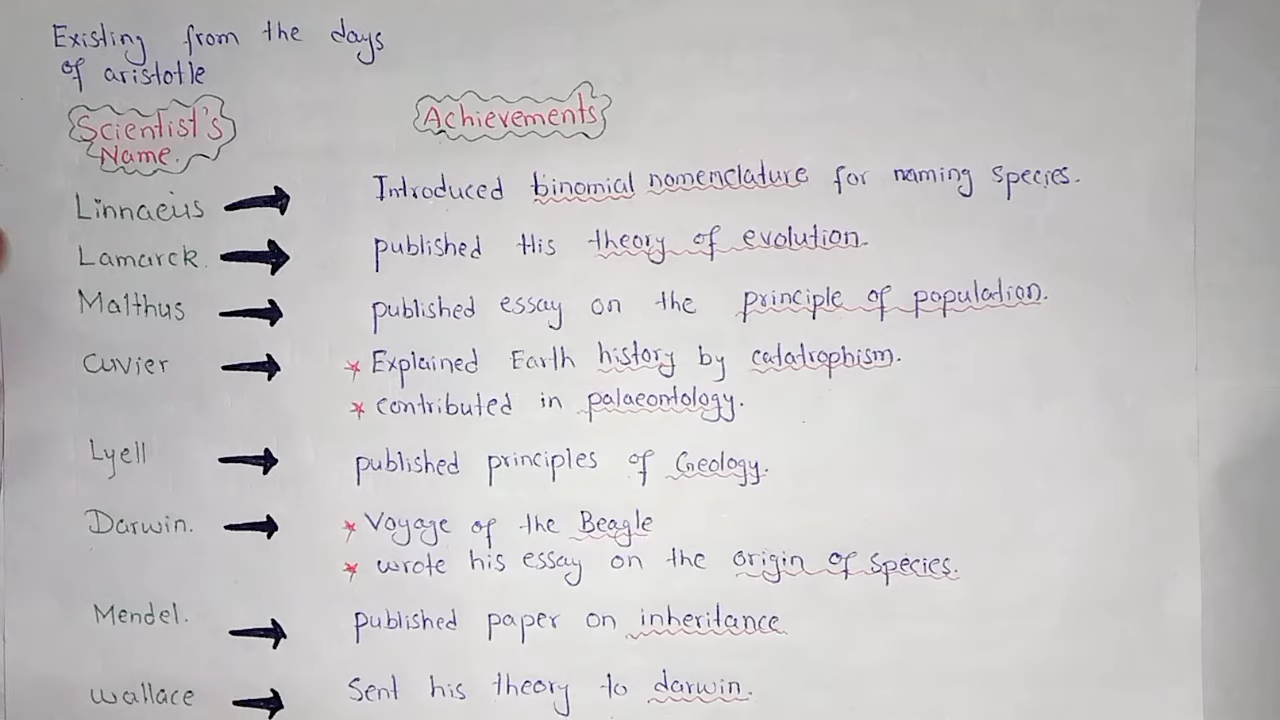 Existing from the days
of aristotle
Scientist's
Name.
Achievements
Linnaeus Introduced binomial nomenclature for naming species.
Lamarck. published His theory of evolution.
Malthus published essay on the principle of population.
Cuvier * Explained Earth history by catatrophism.
* contributed in palaeontology.
Lyell published principles of Geology.
Darwin. * Voyage of the Beagle
* wrote his essay on the origin of species.
Mendel. published paper on inheritance
wallace Sent his theory to darwin.